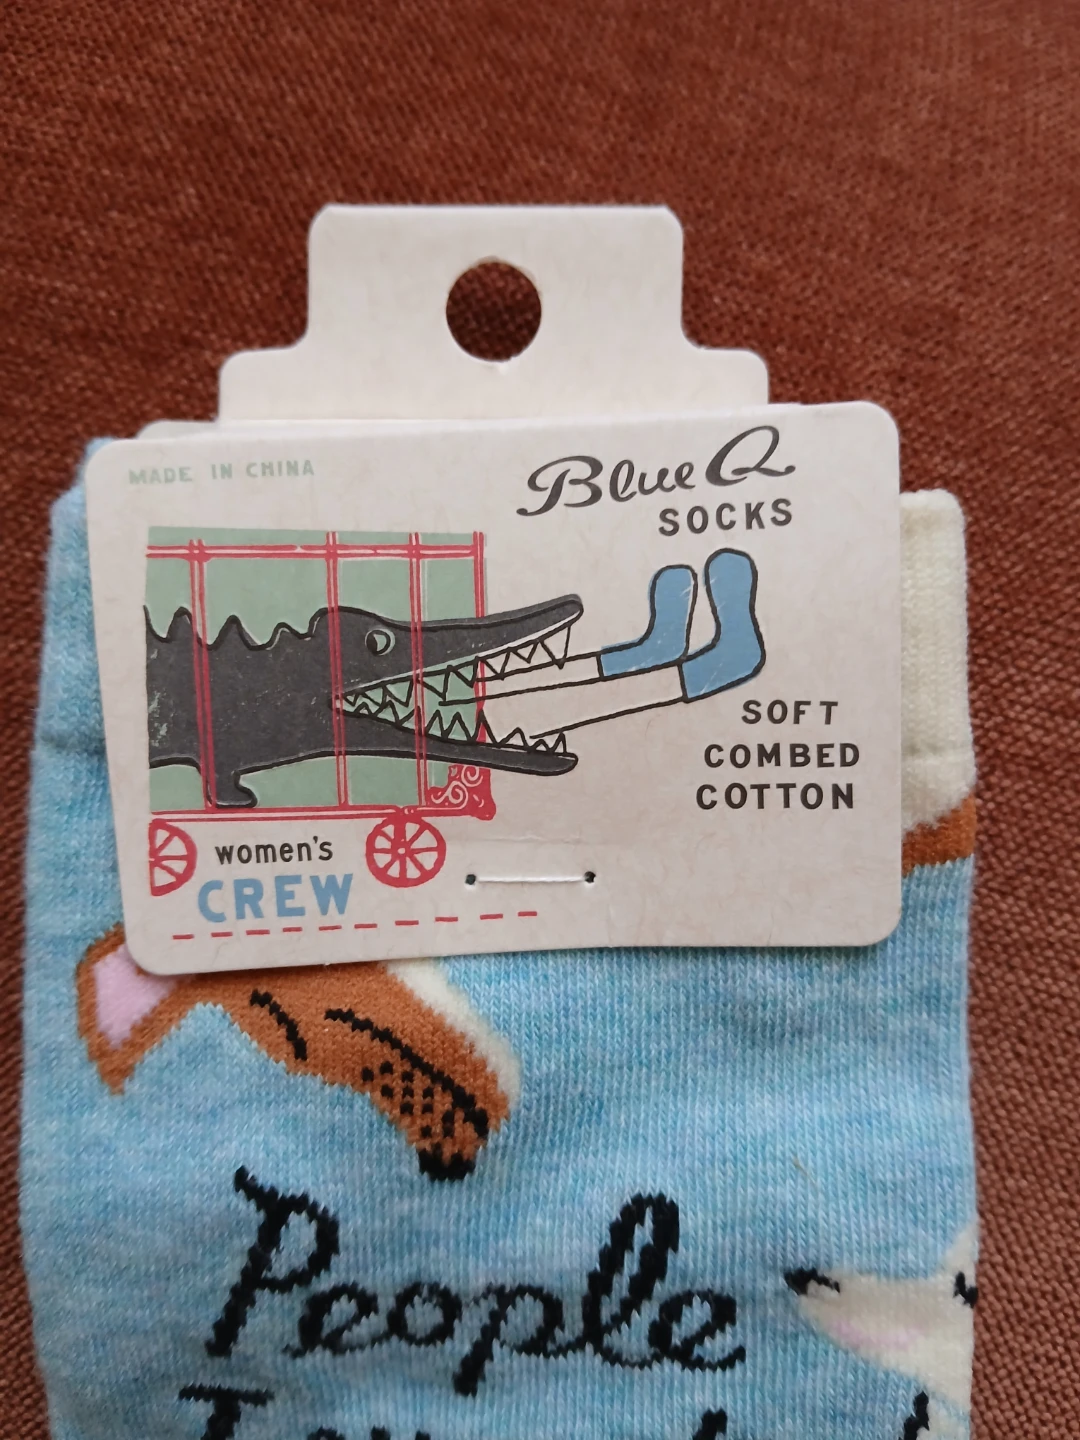 MADE IN CHINA
Blue Q
SOCKS
SOFT
COMBED
COTTON
women's
CREW
People